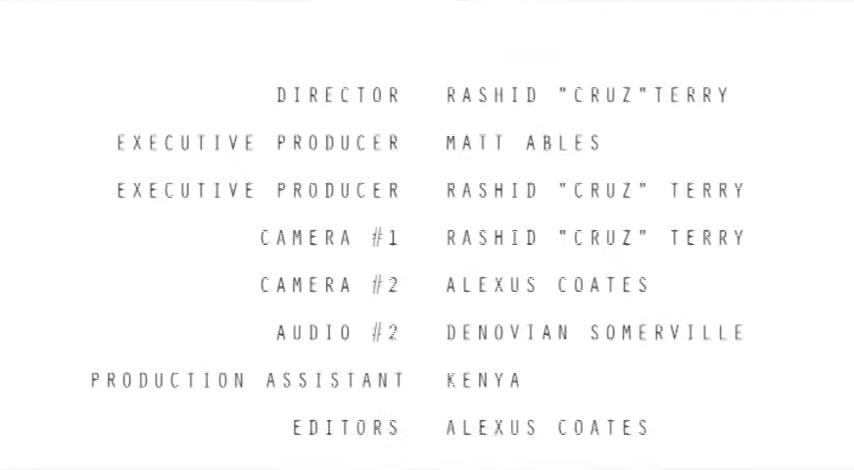 DIRECTOR RASHID "CRUZ"TERRY
EXECUTIVE PRODUCER MATT ABLES
EXECUTIVE PRODUCER RASHID "CRUZ" TERRY
CAMERA #1 RASHID "CRUZ" TERRY
CAMERA #2 ALEXUS COATES
AUDIO #2 DENOVIAN SOMERVILLE
PRODUCTION ASSISTANT KENYA
EDITORS ALEXUS COATES